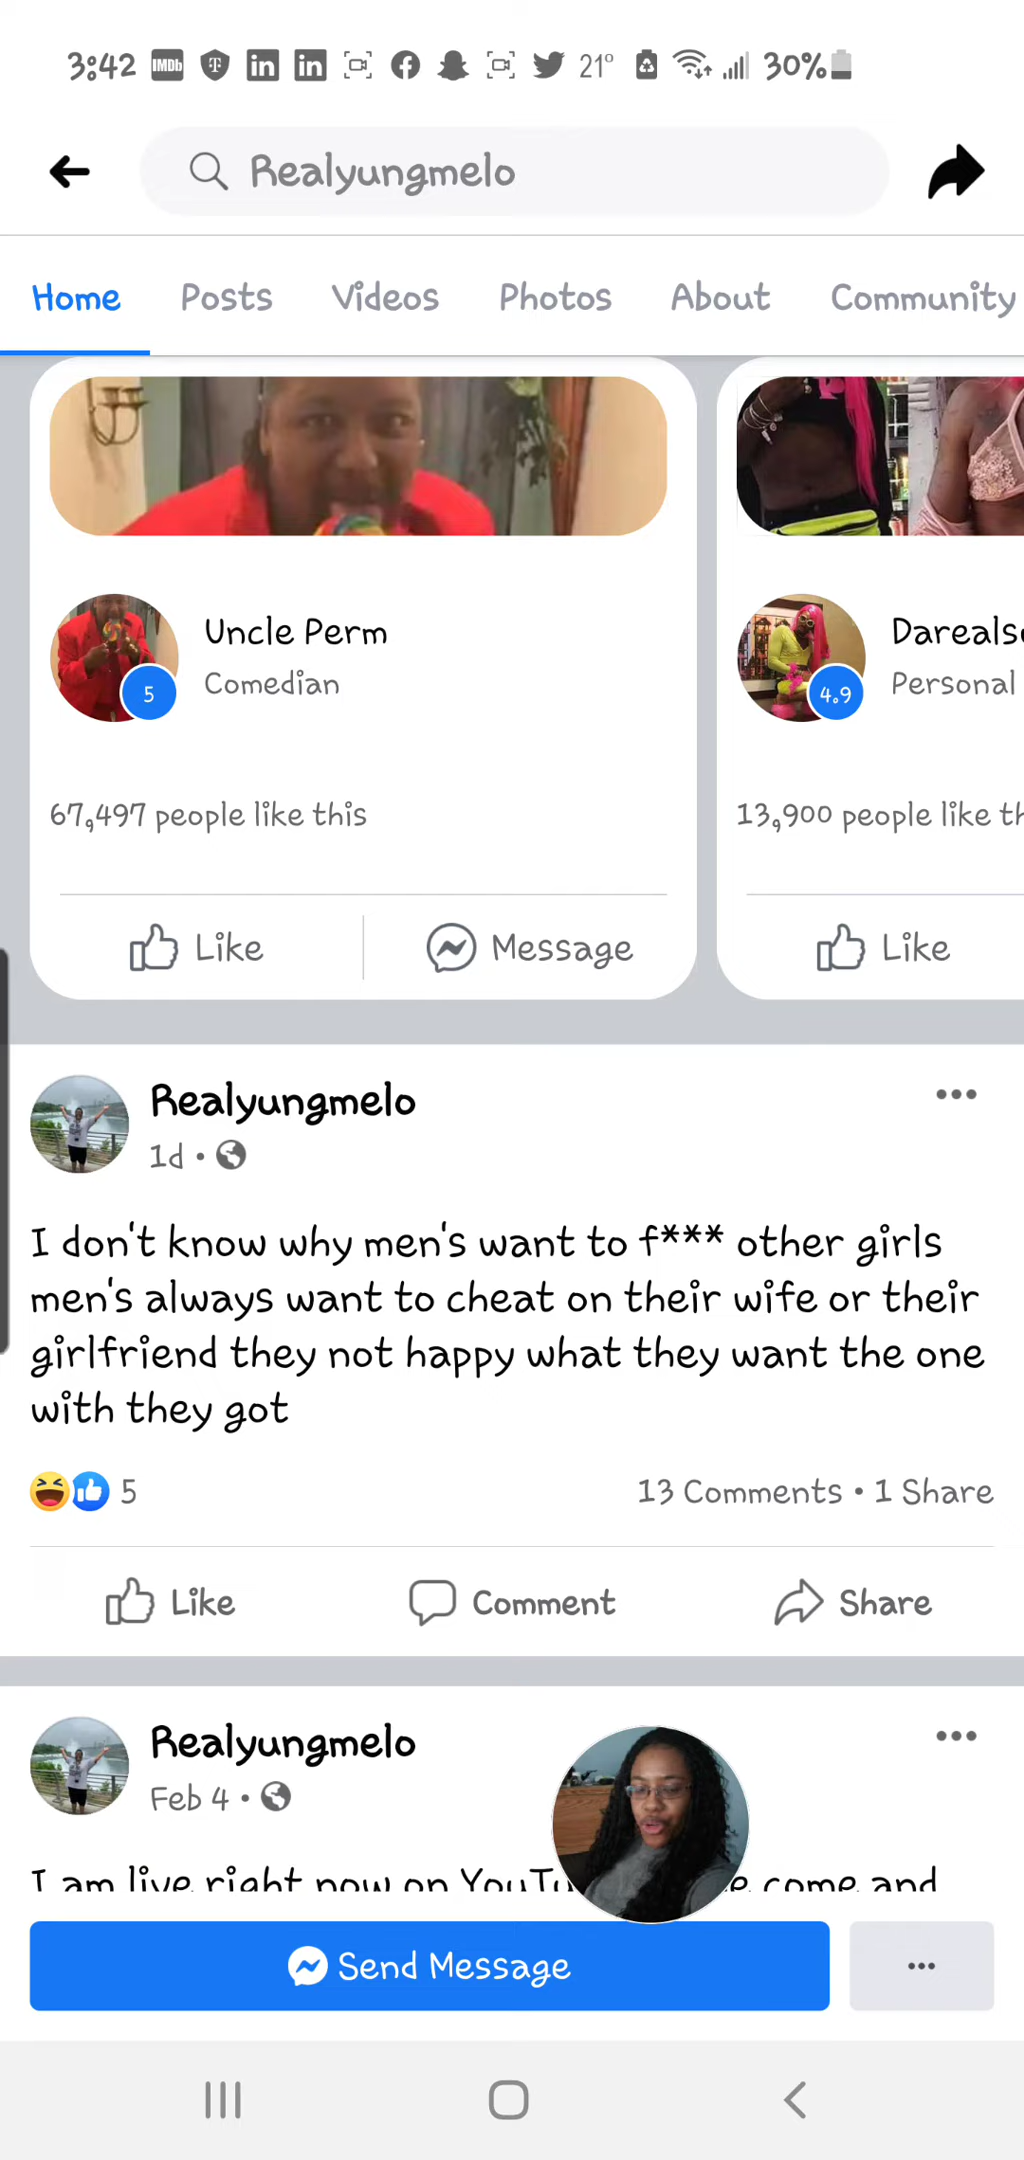 3:42 IMDb T in in 21° 30%
Realyungmelo
Home Posts Videos Photos About Community
Uncle Perm
Comedian
5
67,497 people like this
Like Message
Personal
4.9
13,900 people like
Like
Realyungmelo
1d •
I don't know why men's want to f*** other girls
men's always want to cheat on their wife or their
girlfriend they not happy what they want the one
with they got
5 13 Comments • 1 Share
Like Comment Share
Realyungmelo
Feb 4 •
I am live right now on come and
Send Message